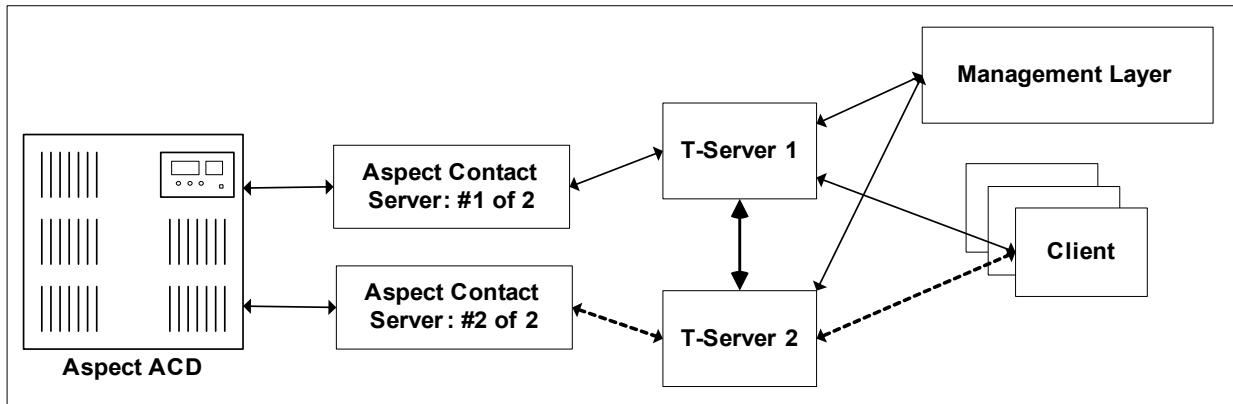 Management Layer
T-Server 1
Aspect Contact
Server: #1 of 2
Client
Aspect Contact
Server: #2 of 2
T-Server 2
Aspect ACD